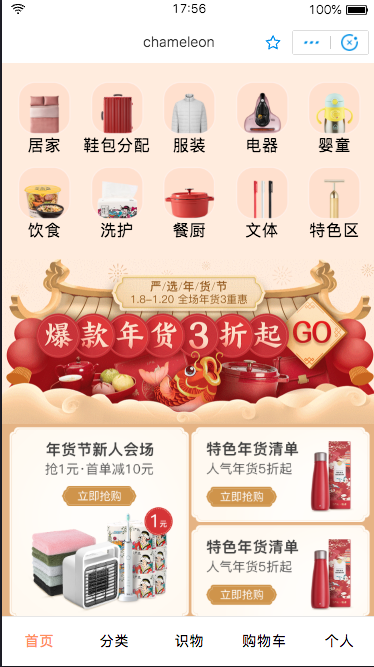 17:56
100%
chameleon
居家 鞋包分配 服装 电器 婴童
饮食 洗护 餐厨 文体 特色区
严/选/年/货/节
1.8-1.20 全场年货3重惠
爆款年货3折起GO
年货节新人会场
抢1元·首单减10元
立即抢购
1元
特色年货清单
人气年货5折起
立即抢购
特色年货清单
人气年货5折起
立即抢购
首页 分类 识物 购物车 个人